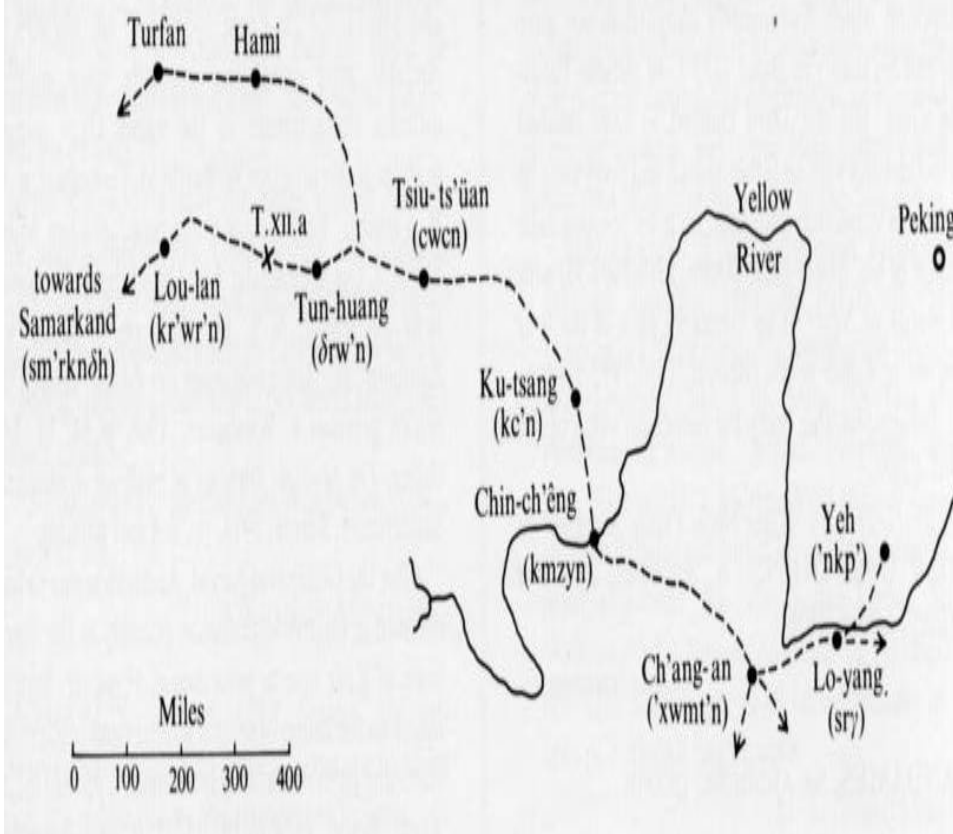 Turfan
Hami
T.XII.a
Tsiu-ts'üan
(cwcn)
Yellow
River
Peking
towards
Samarkand
(sm'rknδh)
Lou-lan
(kr'wr'n)
Tun-huang
(δrw'n)
Ku-tsang
(kc'n)
Chin-ch'êng
(kmzyn)
Yeh
('nkp')
Ch'ang-an
('xwmt'n)
Lo-yang
(srγ)
Miles
0 100 200 300 400